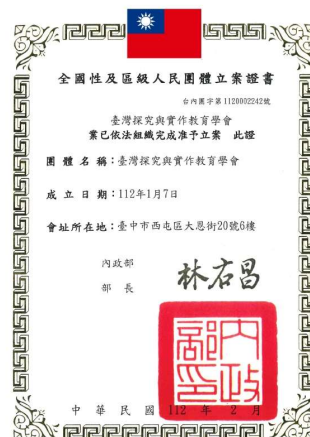 全國性及區級人民團體立案證書
台內團字第1120002242號
臺灣探究與實作教育學會
業已依法組織完成准予立案 此證
團體名稱：臺灣探究與實作教育學會
成立日期：112年1月7日
會址所在地：臺中市西屯區大恩街20號6樓
內政部
部長 林右昌
內政部印
中華民國112年2月